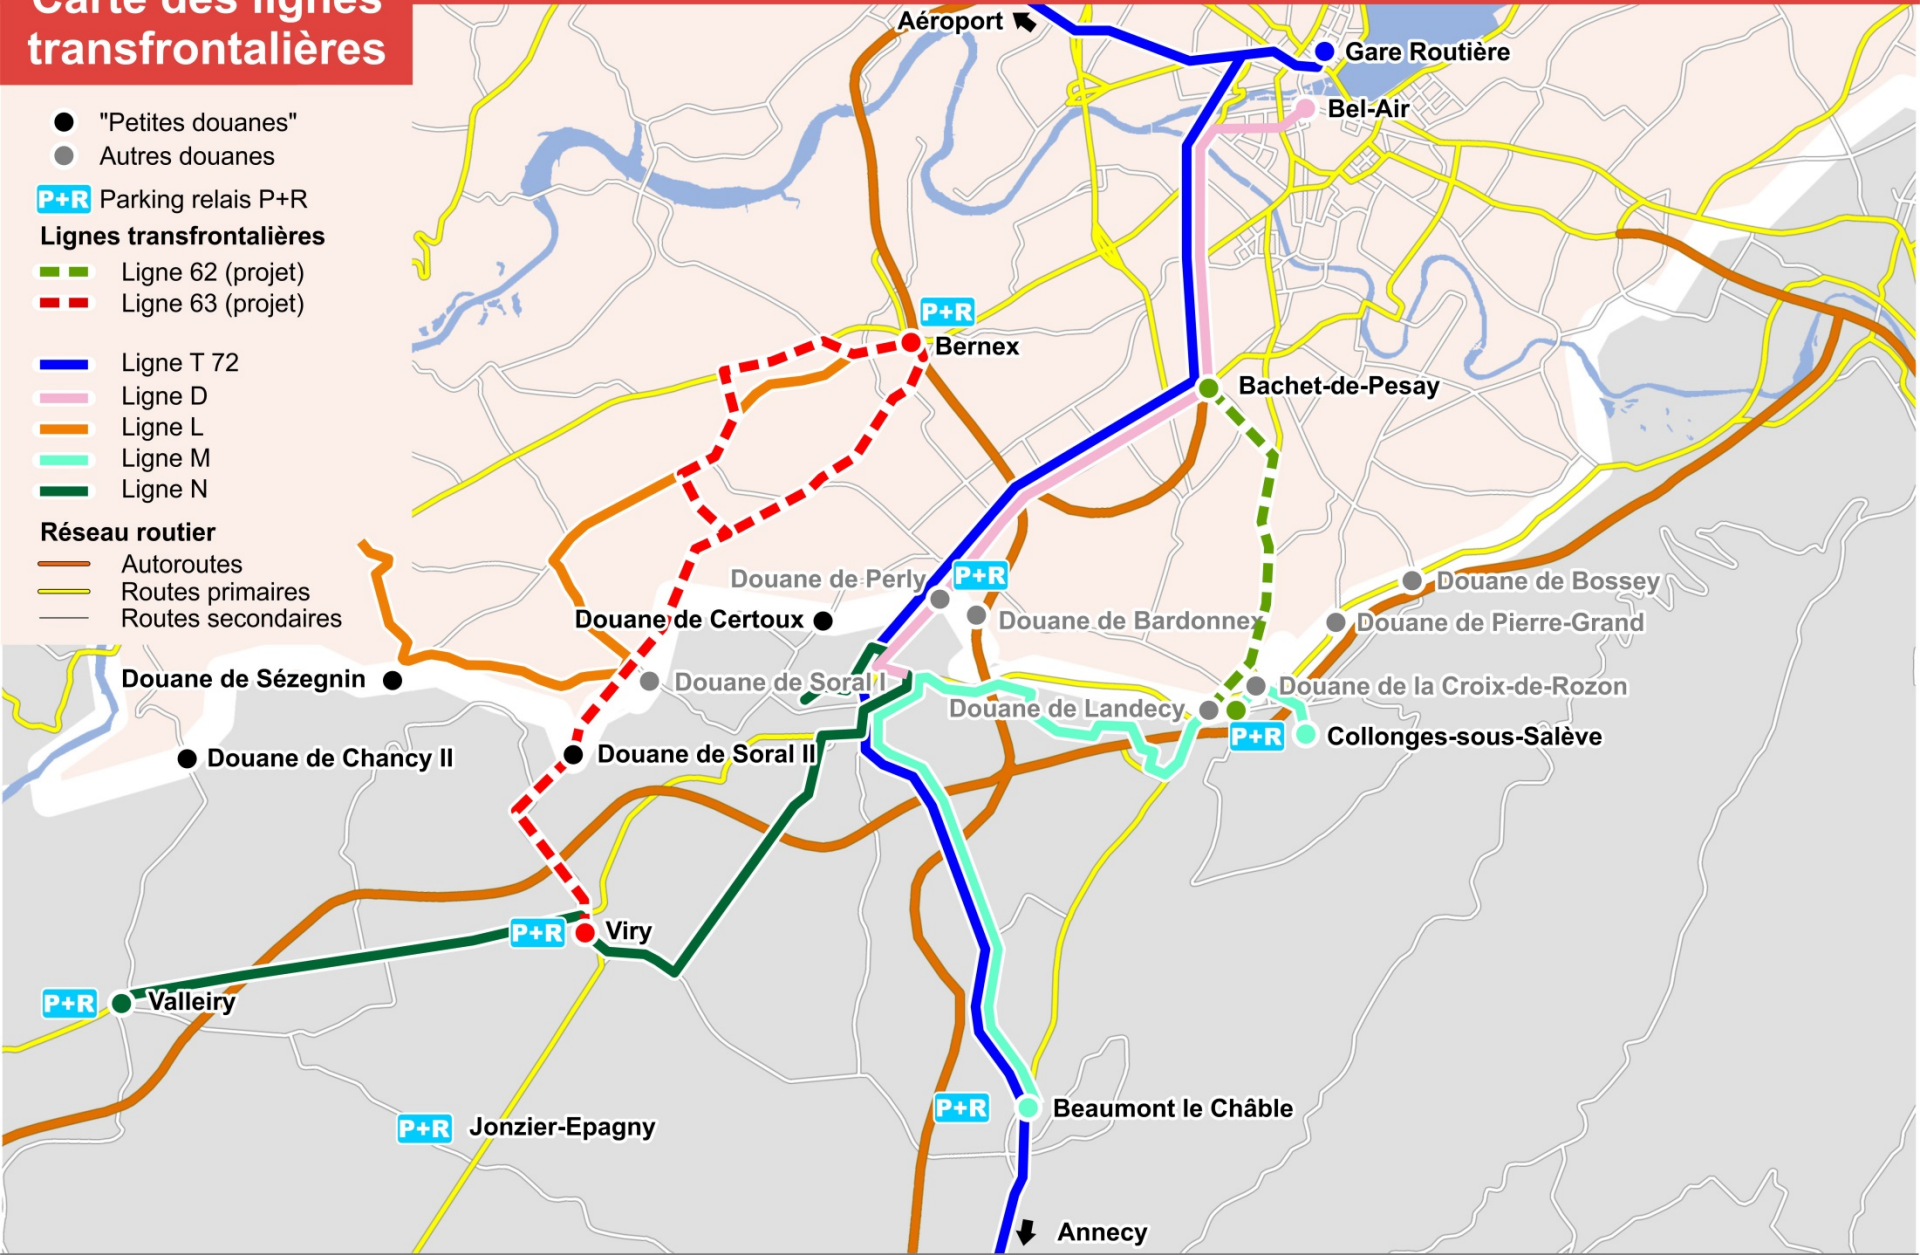 Carte des lignes
transfrontalières
"Petites douanes"
Autres douanes
P+R Parking relais P+R
Lignes transfrontalières
Ligne 62 (projet)
Ligne 63 (projet)
Ligne T 72
Ligne D
Ligne L
Ligne M
Ligne N
Réseau routier
Autoroutes
Routes primaires
Routes secondaires
Aéroport
Gare Routière
Bel-Air
P+R
Bernex
Bachet-de-Pesay
Douane de Perly
P+R
Douane de Bossey
Douane de Certoux
Douane de Bardonnex
Douane de Pierre-Grand
Douane de Sézegnin
Douane de Soral I
Douane de la Croix-de-Rozon
Douane de Landecy
P+R
Collonges-sous-Salève
Douane de Chancy II
Douane de Soral II
P+R
Viry
P+R
Valleiry
P+R
Jonzier-Epagny
P+R
Beaumont le Châble
Annecy